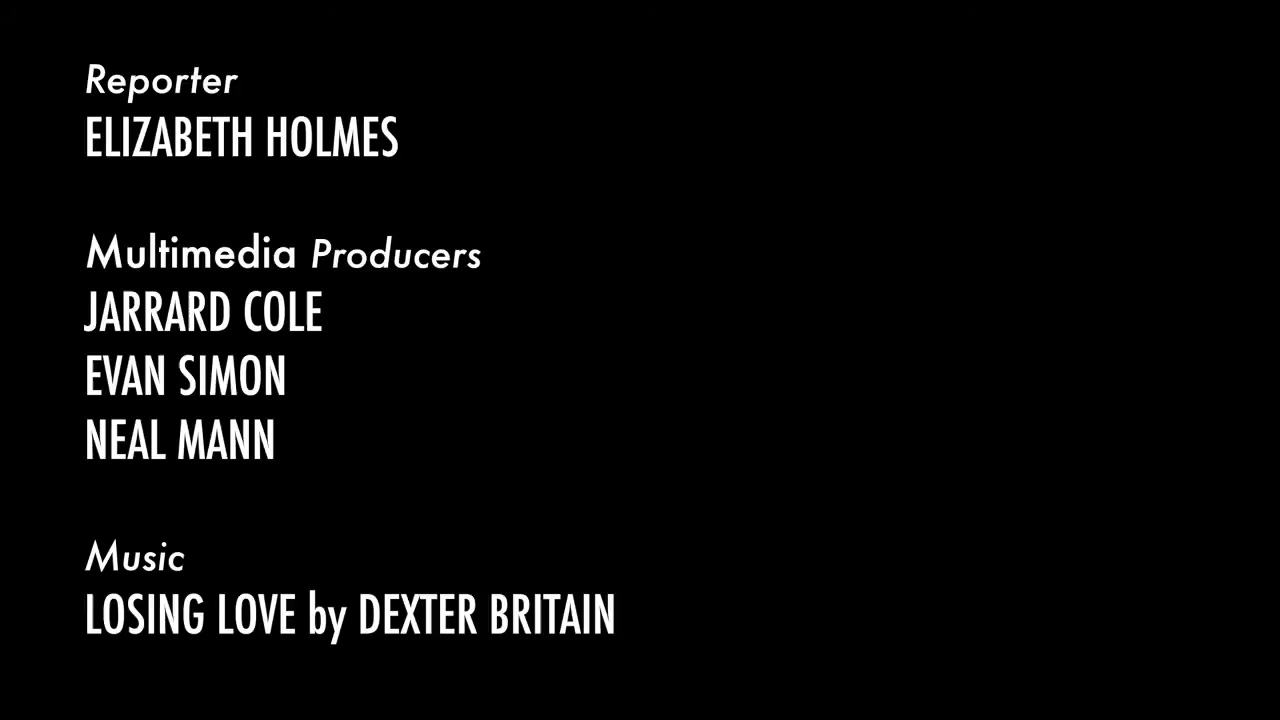 Reporter
ELIZABETH HOLMES
Multimedia Producers
JARRARD COLE
EVAN SIMON
NEAL MANN
Music
LOSING LOVE by DEXTER BRITAIN